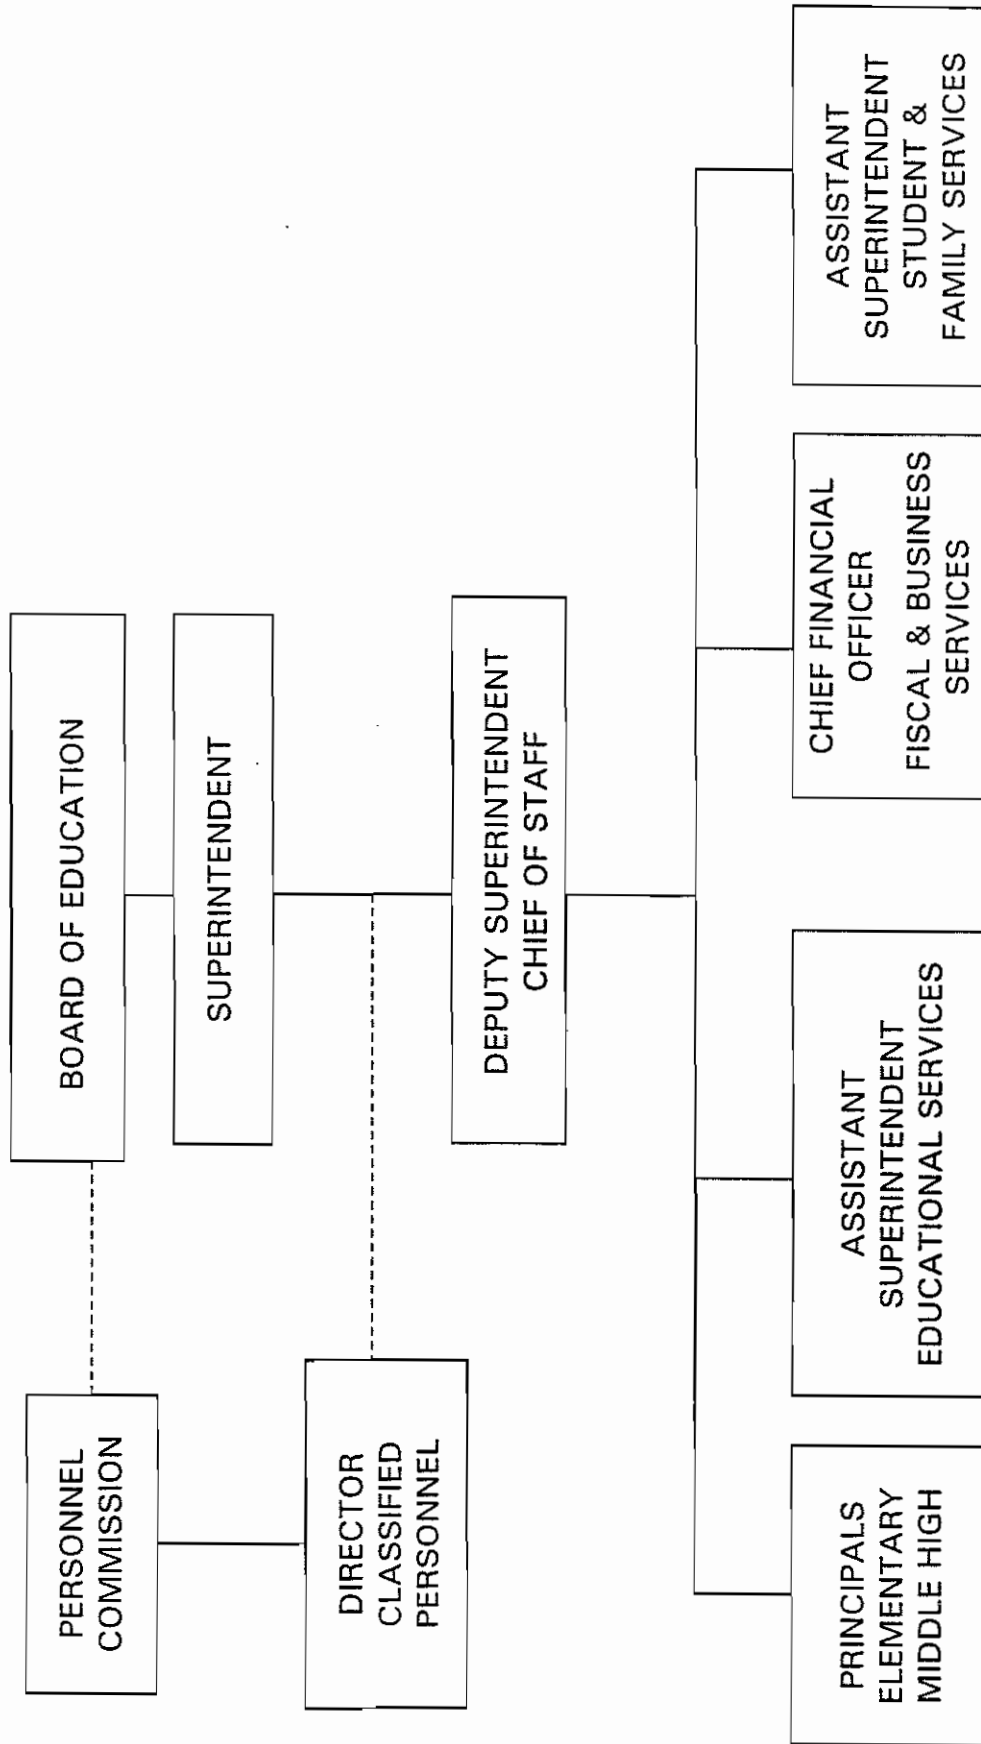 BOARD OF EDUCATION
PERSONNEL
COMMISSION
SUPERINTENDENT
DIRECTOR
CLASSIFIED
PERSONNEL
DEPUTY SUPERINTENDENT
CHIEF OF STAFF
PRINCIPALS
ELEMENTARY
MIDDLE HIGH
ASSISTANT
SUPERINTENDENT
EDUCATIONAL SERVICES
CHIEF FINANCIAL
OFFICER
FISCAL & BUSINESS
SERVICES
ASSISTANT
SUPERINTENDENT
STUDENT &
FAMILY SERVICES